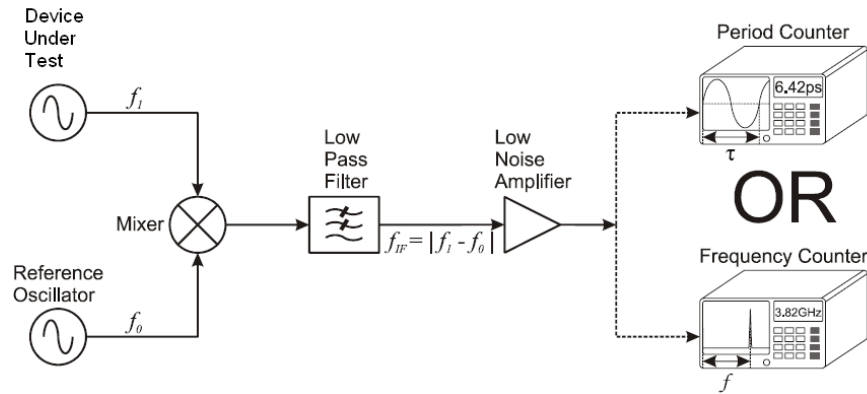 Device
Under
Test
f1
Mixer
Reference
Oscillator
f0
Low
Pass
Filter
fIF = | f1 - f0 |
Low
Noise
Amplifier
Period Counter
6.42ps
τ
OR
Frequency Counter
3.82GHz
f